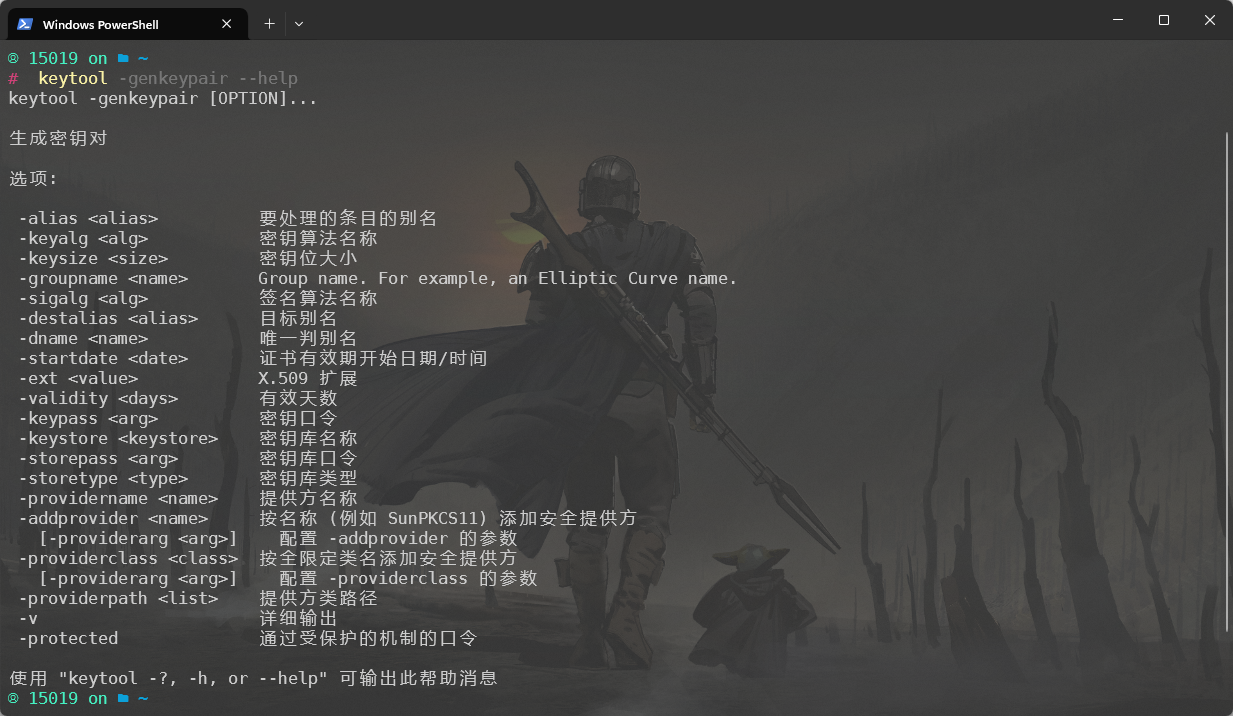 Windows PowerShell
15019 on ~
# keytool -genkeypair --help
keytool -genkeypair [OPTION]...
生成密钥对
选项:
-alias <alias> 要处理的条目的别名
-keyalg <alg> 密钥算法名称
-keysize <size> 密钥位大小
-groupname <name> Group name. For example, an Elliptic Curve name.
-sigalg <alg> 签名算法名称
-destalias <alias> 目标别名
-dname <name> 唯一判别名
-startdate <date> 证书有效期开始日期/时间
-ext <value> X.509 扩展
-validity <days> 有效天数
-keypass <arg> 密钥口令
-keystore <keystore> 密钥库名称
-storepass <arg> 密钥库口令
-storetype <type> 密钥库类型
-providername <name> 提供方名称
-addprovider <name> 按名称 (例如 SunPKCS11) 添加安全提供方
[-providerarg <arg>] 配置 -addprovider 的参数
-providerclass <class> 按全限定类名添加安全提供方
[-providerarg <arg>] 配置 -providerclass 的参数
-providerpath <list> 提供方类路径
-v 详细输出
-protected 通过受保护的机制的口令
使用 "keytool -?, -h, or --help" 可输出此帮助消息
15019 on ~